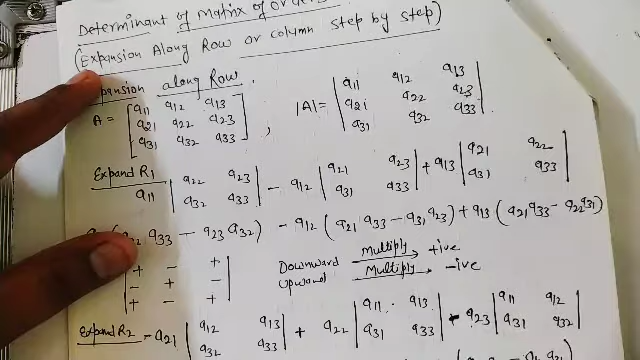 Determinant of Matrix of Order
(Expansion Along Row or column step by step)
Expansion along Row.
A = [a11 a12 a13
a21 a22 a23
a31 a32 a33] , |A| = |a11 a12 a13
a21 a22 a23
a31 a32 a33|.
Expand R1
a11 |a22 a23
a32 a33| - a12 |a21 a23
a31 a33| + a13 |a21 a22
a31 a33|
(a22 a33 - a23 a32) - a12 (a21 a33 - a31 a23) + a13 (a21 a33 - a22 a31)
|+ - +
- + -
+ - +|
Downward Multiply → +ive
Upward Multiply → -ive
Expand R2 - a21 |a12 a13
a32 a33| + a22 |a11 a13
a31 a33| - a23 |a11 a12
a31 a32|